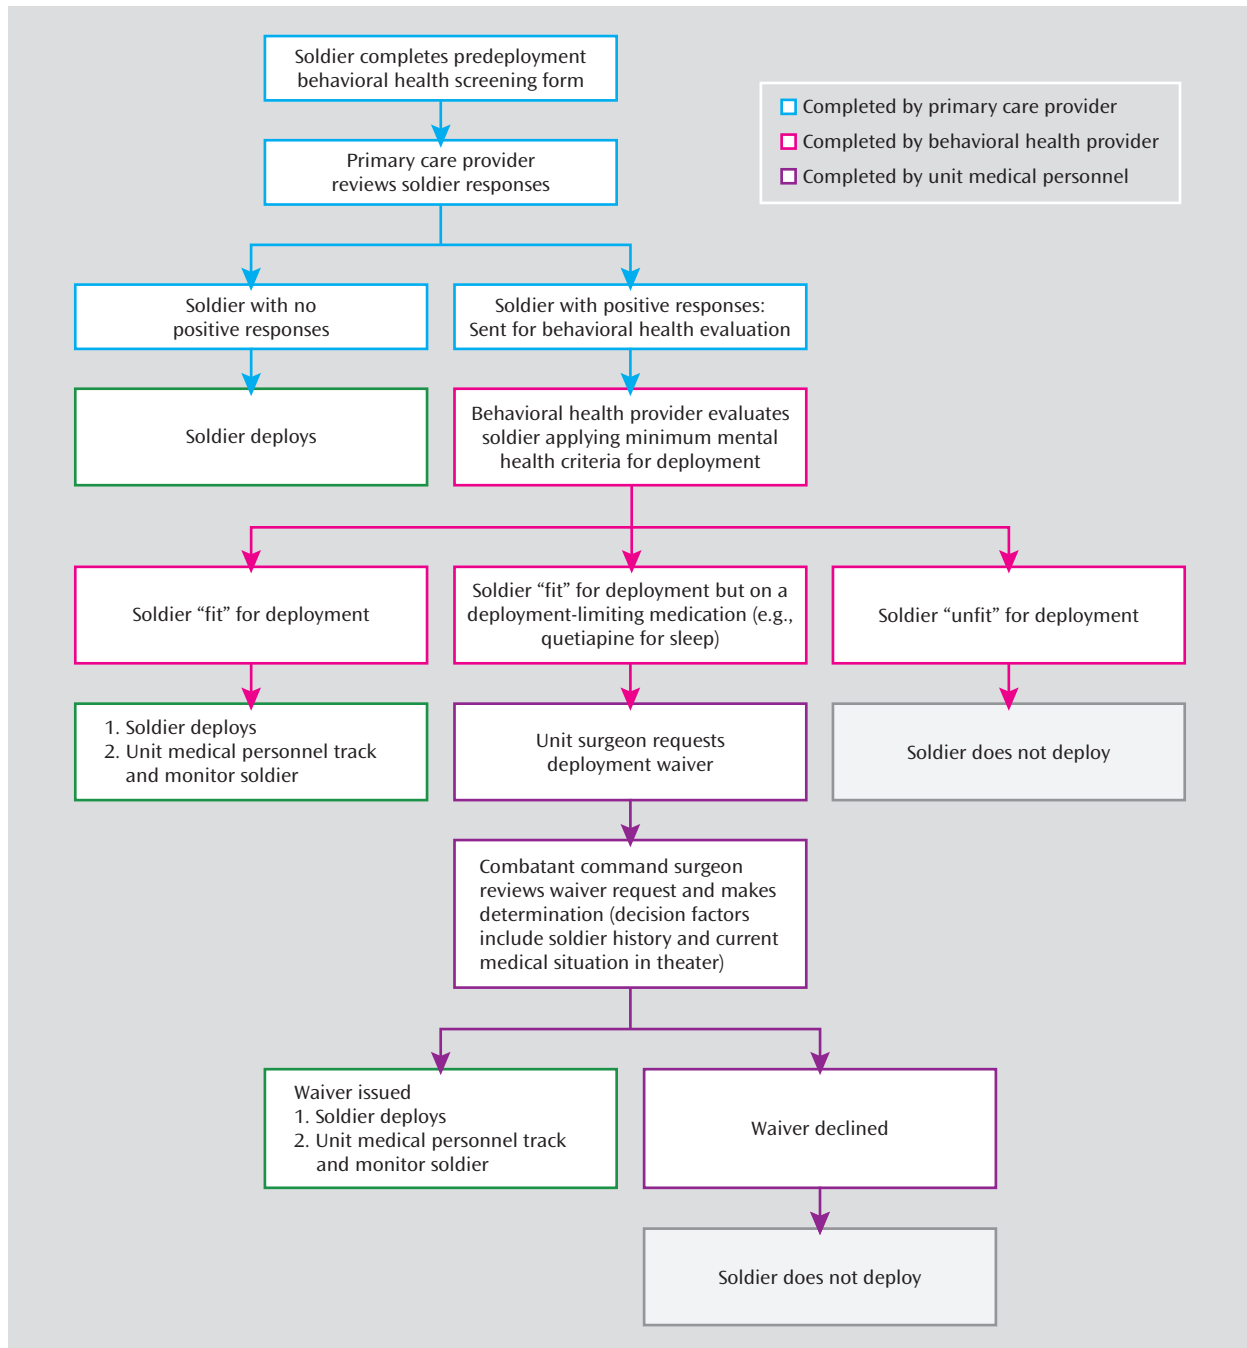 Soldier completes predeployment
behavioral health screening form
Completed by primary care provider
Completed by behavioral health provider
Completed by unit medical personnel
Primary care provider
reviews soldier responses
Soldier with no
positive responses
Soldier with positive responses:
Sent for behavioral health evaluation
Soldier deploys
Behavioral health provider evaluates
soldier applying minimum mental
health criteria for deployment
Soldier “fit” for deployment
Soldier “fit” for deployment but on a
deployment-limiting medication (e.g.,
quetiapine for sleep)
Soldier “unfit” for deployment
1. Soldier deploys
2. Unit medical personnel track
and monitor soldier
Unit surgeon requests
deployment waiver
Soldier does not deploy
Combatant command surgeon
reviews waiver request and makes
determination (decision factors
include soldier history and current
medical situation in theater)
Waiver issued
1. Soldier deploys
2. Unit medical personnel track
and monitor soldier
Waiver declined
Soldier does not deploy